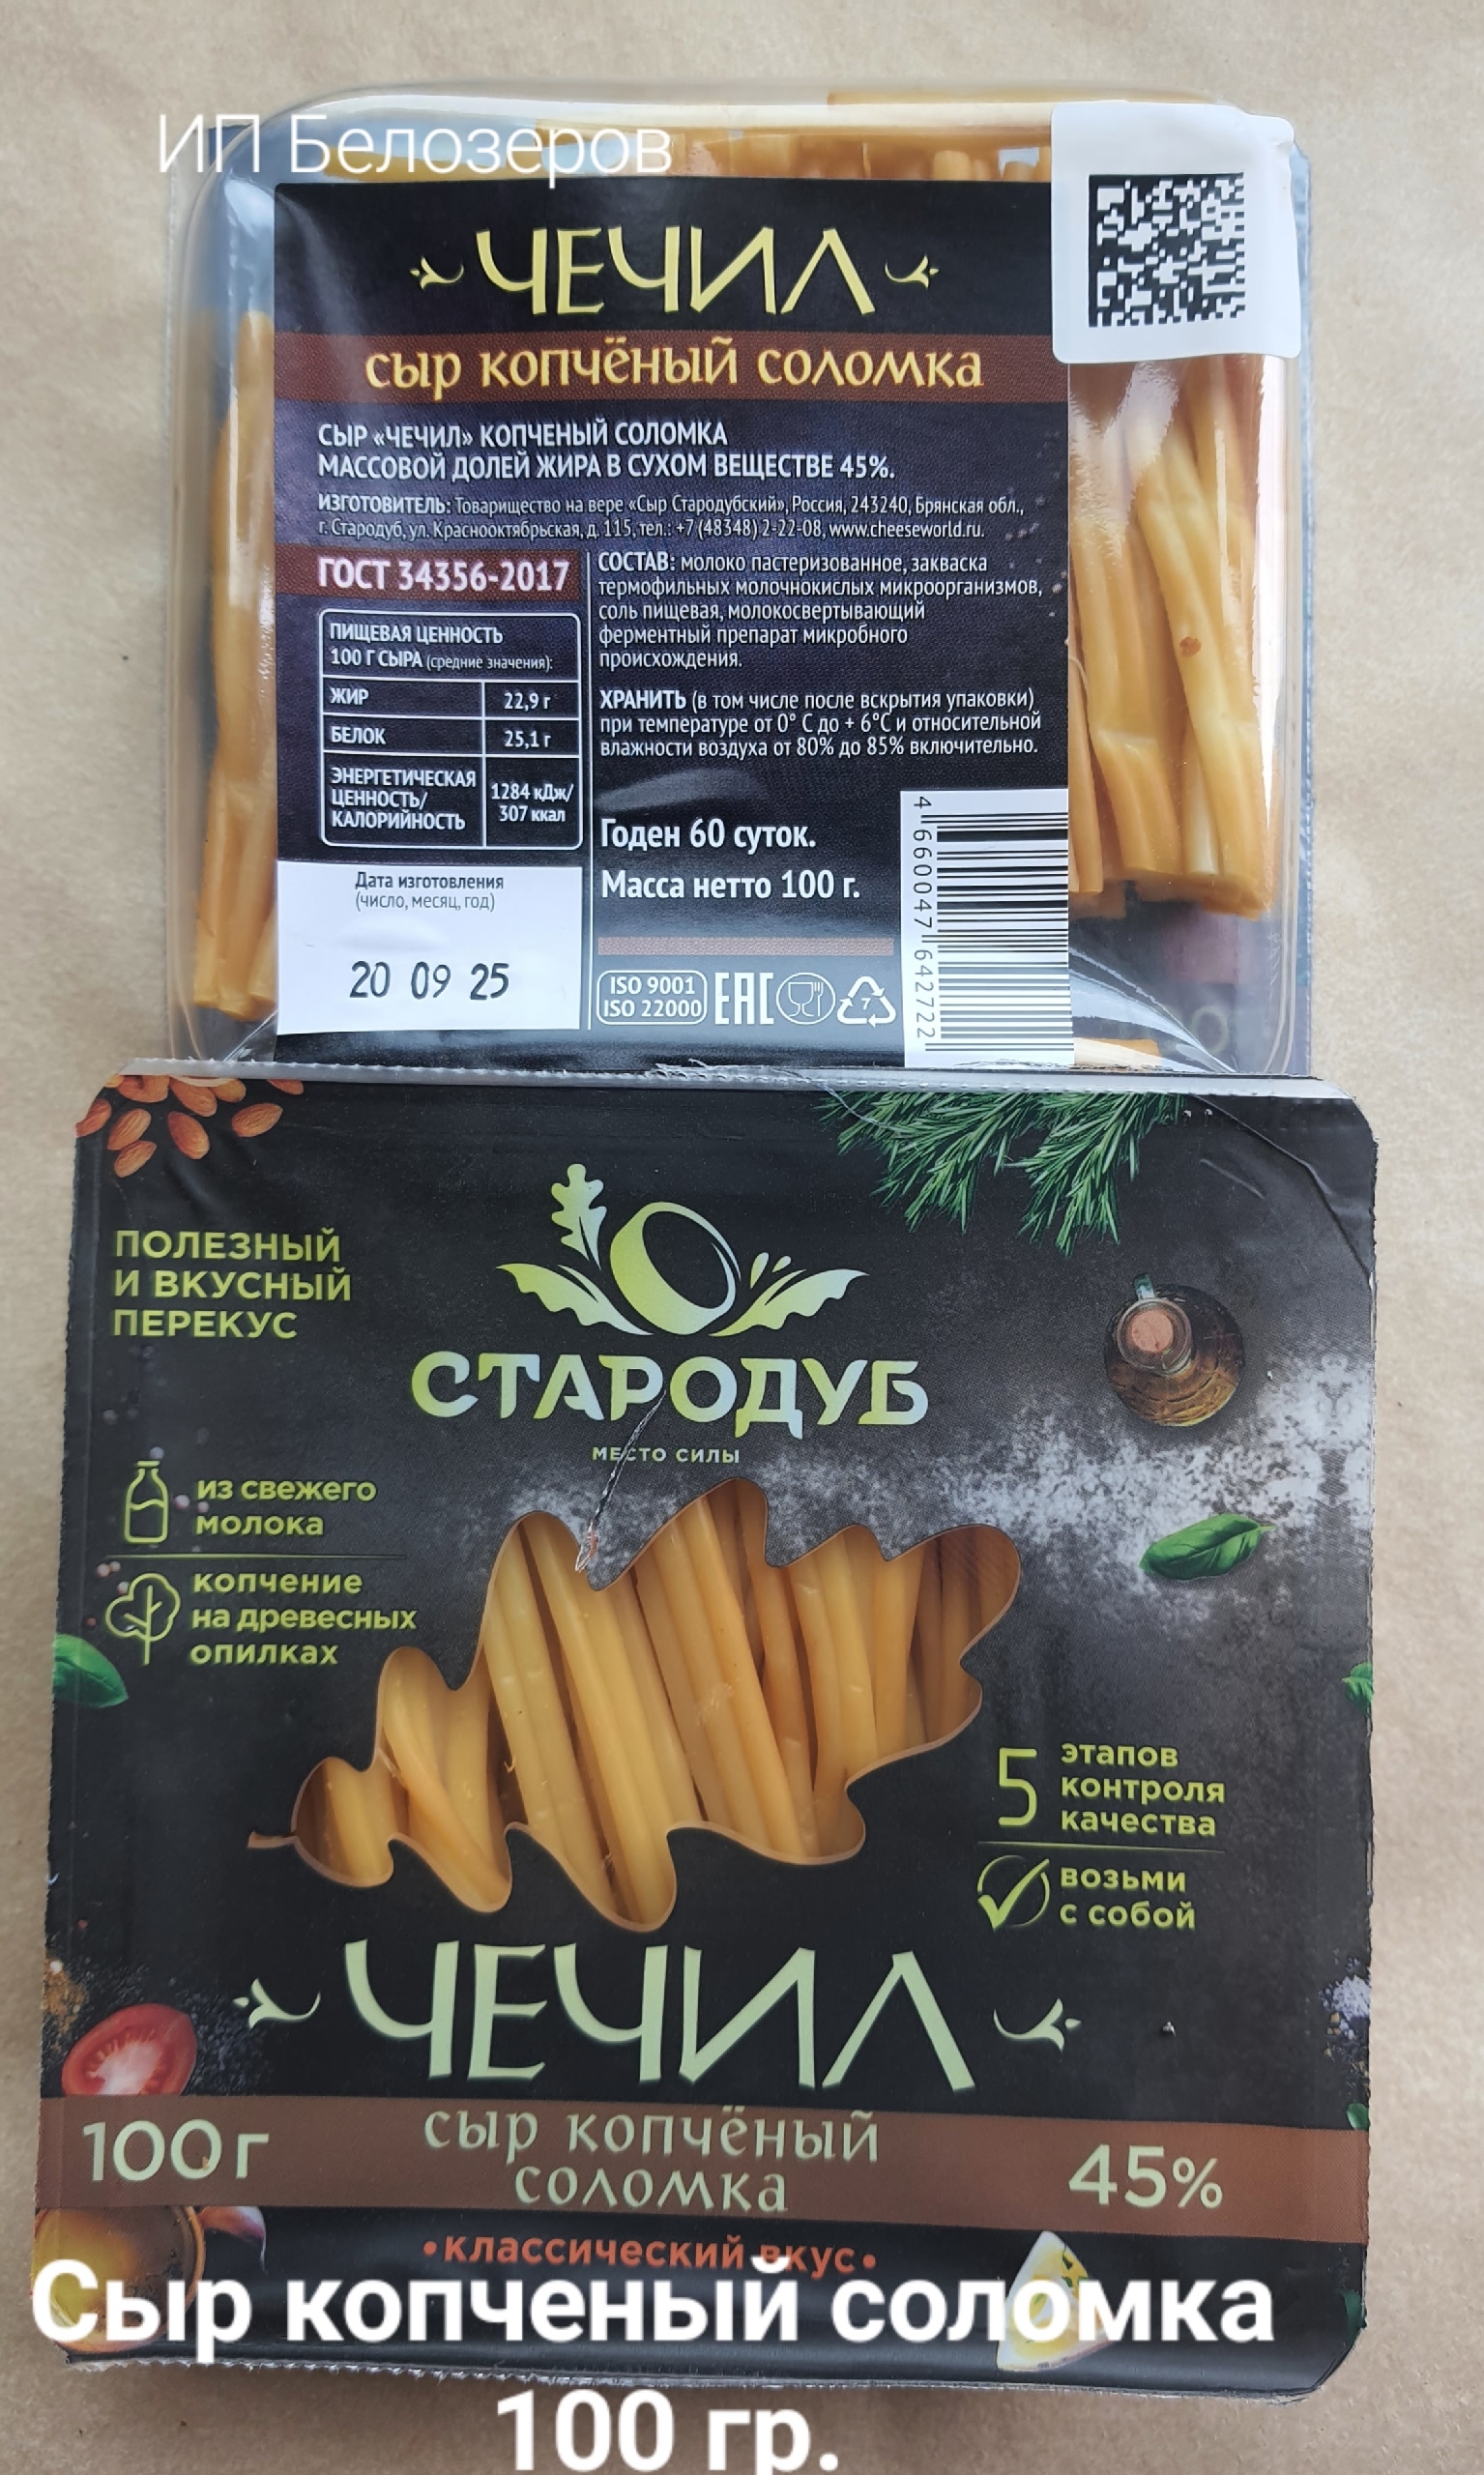 ИП Белозеров
ЧЕЧИЛ
сыр копчёный соломка
СЫР «ЧЕЧИЛ» КОПЧЕНЫЙ СОЛОМКА
МАССОВОЙ ДОЛЕЙ ЖИРА В СУХОМ ВЕЩЕСТВЕ 45%.
ИЗГОТОВИТЕЛЬ: Товарищество на вере «Сыр Стародубский», Россия, 243240, Брянская обл.,
г. Стародуб, ул. Краснооктябрьская, д. 115, тел.: +7 (48348) 2-22-08, www.cheeseworld.ru.
ГОСТ 34356-2017
ПИЩЕВАЯ ЦЕННОСТЬ
100 Г СЫРА (средние значения):
ЖИР 22,9 г
БЕЛОК 25,1 г
ЭНЕРГЕТИЧЕСКАЯ
ЦЕННОСТЬ/
КАЛОРИЙНОСТЬ
1284 кДж/
307 ккал
Дата изготовления
(число, месяц, год)
20 09 25
СОСТАВ: молоко пастеризованное, закваска
термофильных молочнокислых микроорганизмов,
соль пищевая, молокосвертывающий
ферментный препарат микробного
происхождения.
ХРАНИТЬ (в том числе после вскрытия упаковки)
при температуре от 0° С до + 6°С и относительной
влажности воздуха от 80% до 85% включительно.
Годен 60 суток.
Масса нетто 100 г.
ISO 9001
ISO 22000
EAC
7
4 660047 642722
ПОЛЕЗНЫЙ
И ВКУСНЫЙ
ПЕРЕКУС
СТАРОДУБ
МЕСТО СИЛЫ
из свежего
молока
копчение
на древесных
опилках
5 этапов
контроля
качества
возьми
с собой
ЧЕЧИЛ
100 г
сыр копчёный
соломка
45%
•классический вкус•
Сыр копченый соломка
100 гр.